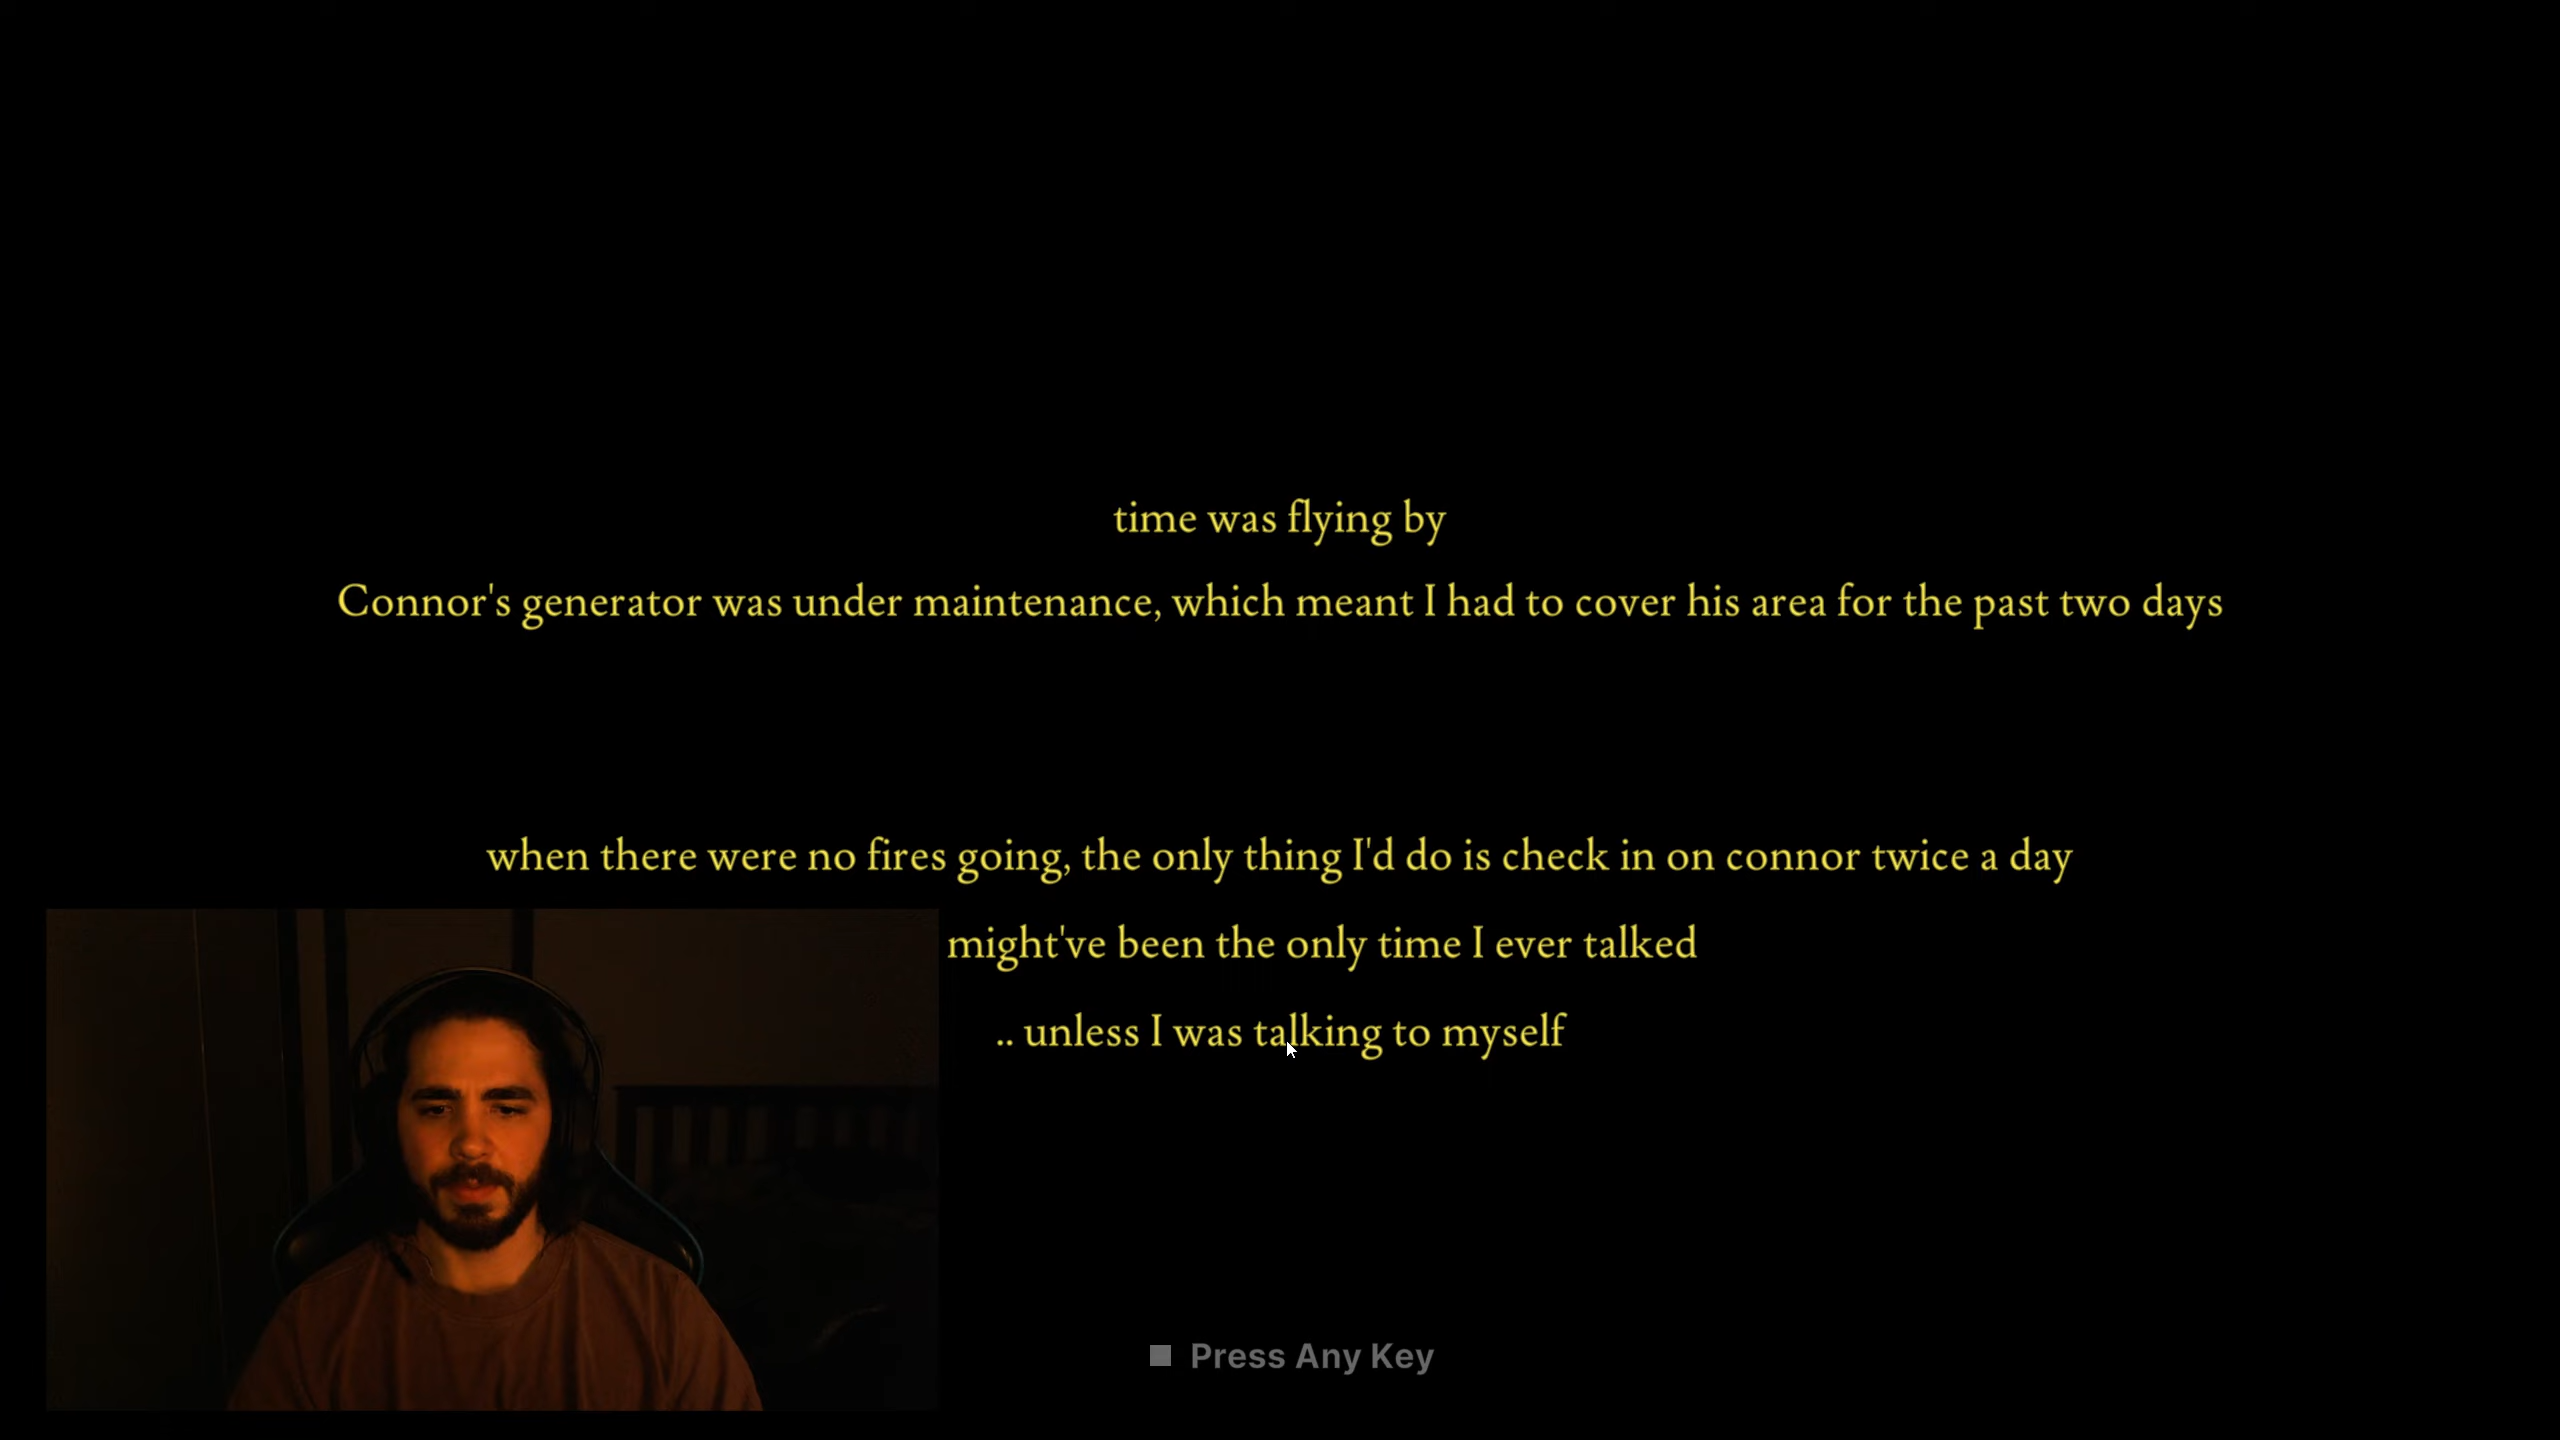 time was flying by
Connor's generator was under maintenance, which meant I had to cover his area for the past two days
when there were no fires going, the only thing I'd do is check in on connor twice a day
might've been the only time I ever talked
.. unless I was talking to myself
Press Any Key